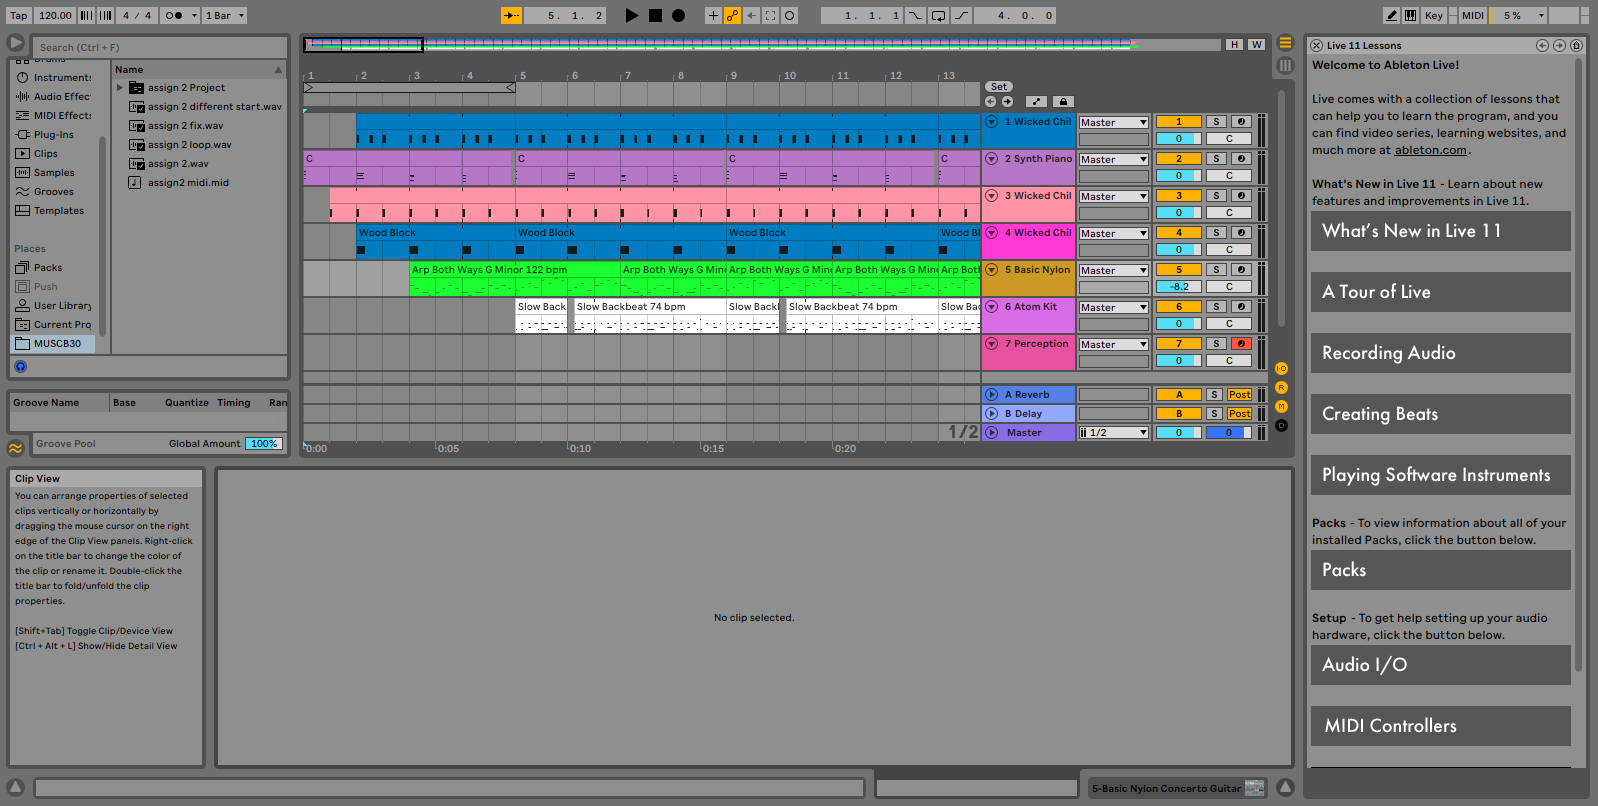 Tap 120.00 4 / 4 1 Bar 5. 1. 2 1. 1. 1 4. 0. 0 Key MIDI 5 %
Search (Ctrl + F)
Instruments
Audio Effec
MIDI Effects
Plug-Ins
Clips
Samples
Grooves
Templates
Places
Packs
Push
User Library
Current Pro
MUSCB30
Name
assign 2 Project
assign 2 different start.wav
assign 2 fix.wav
assign 2 loop.wav
assign 2.wav
assign2 midi.mid
Groove Name Base Quantize Timing Ran
Groove Pool Global Amount 100%
H W
1 2 3 4 5 6 7 8 9 10 11 12 13
Set
1 Wicked Chil Master 1 S 0 C
C C C C
2 Synth Piano Master 2 S 0 C
3 Wicked Chil Master 3 S 0 C
Wood Block Wood Block Wood Block Wood Bl
4 Wicked Chil Master 4 S 0 C
Arp Both Ways G Minor 122 bpm Arp Both Ways G Min Arp Both Ways G Min Arp Both Ways G Min Arp Both
5 Basic Nylon Master 5 S -8.2 C
Slow Back Slow Backbeat 74 bpm Slow Back Slow Backbeat 74 bpm Slow Bac
6 Atom Kit Master 6 S 0 C
7 Perception Master 7 S 0 C
A Reverb A S Post
B Delay B S Post
1/2 Master 1/2 0 0
0:00 0:05 0:10 0:15 0:20
I·O
R
M
D
Clip View
You can arrange properties of selected
clips vertically or horizontally by
dragging the mouse cursor on the right
edge of the Clip View panels. Right-click
on the title bar to change the color of
the clip or rename it. Double-click the
title bar to fold/unfold the clip
properties.
[Shift+Tab] Toggle Clip/Device View
[Ctrl + Alt + L] Show/Hide Detail View
No clip selected.
5-Basic Nylon Concerto Guitar
Live 11 Lessons
Welcome to Ableton Live!
Live comes with a collection of lessons that
can help you to learn the program, and you
can find video series, learning websites, and
much more at ableton.com.
What's New in Live 11 - Learn about new
features and improvements in Live 11.
What's New in Live 11
A Tour of Live
Recording Audio
Creating Beats
Playing Software Instruments
Packs - To view information about all of your
installed Packs, click the button below.
Packs
Setup - To get help setting up your audio
hardware, click the button below.
Audio I/O
MIDI Controllers